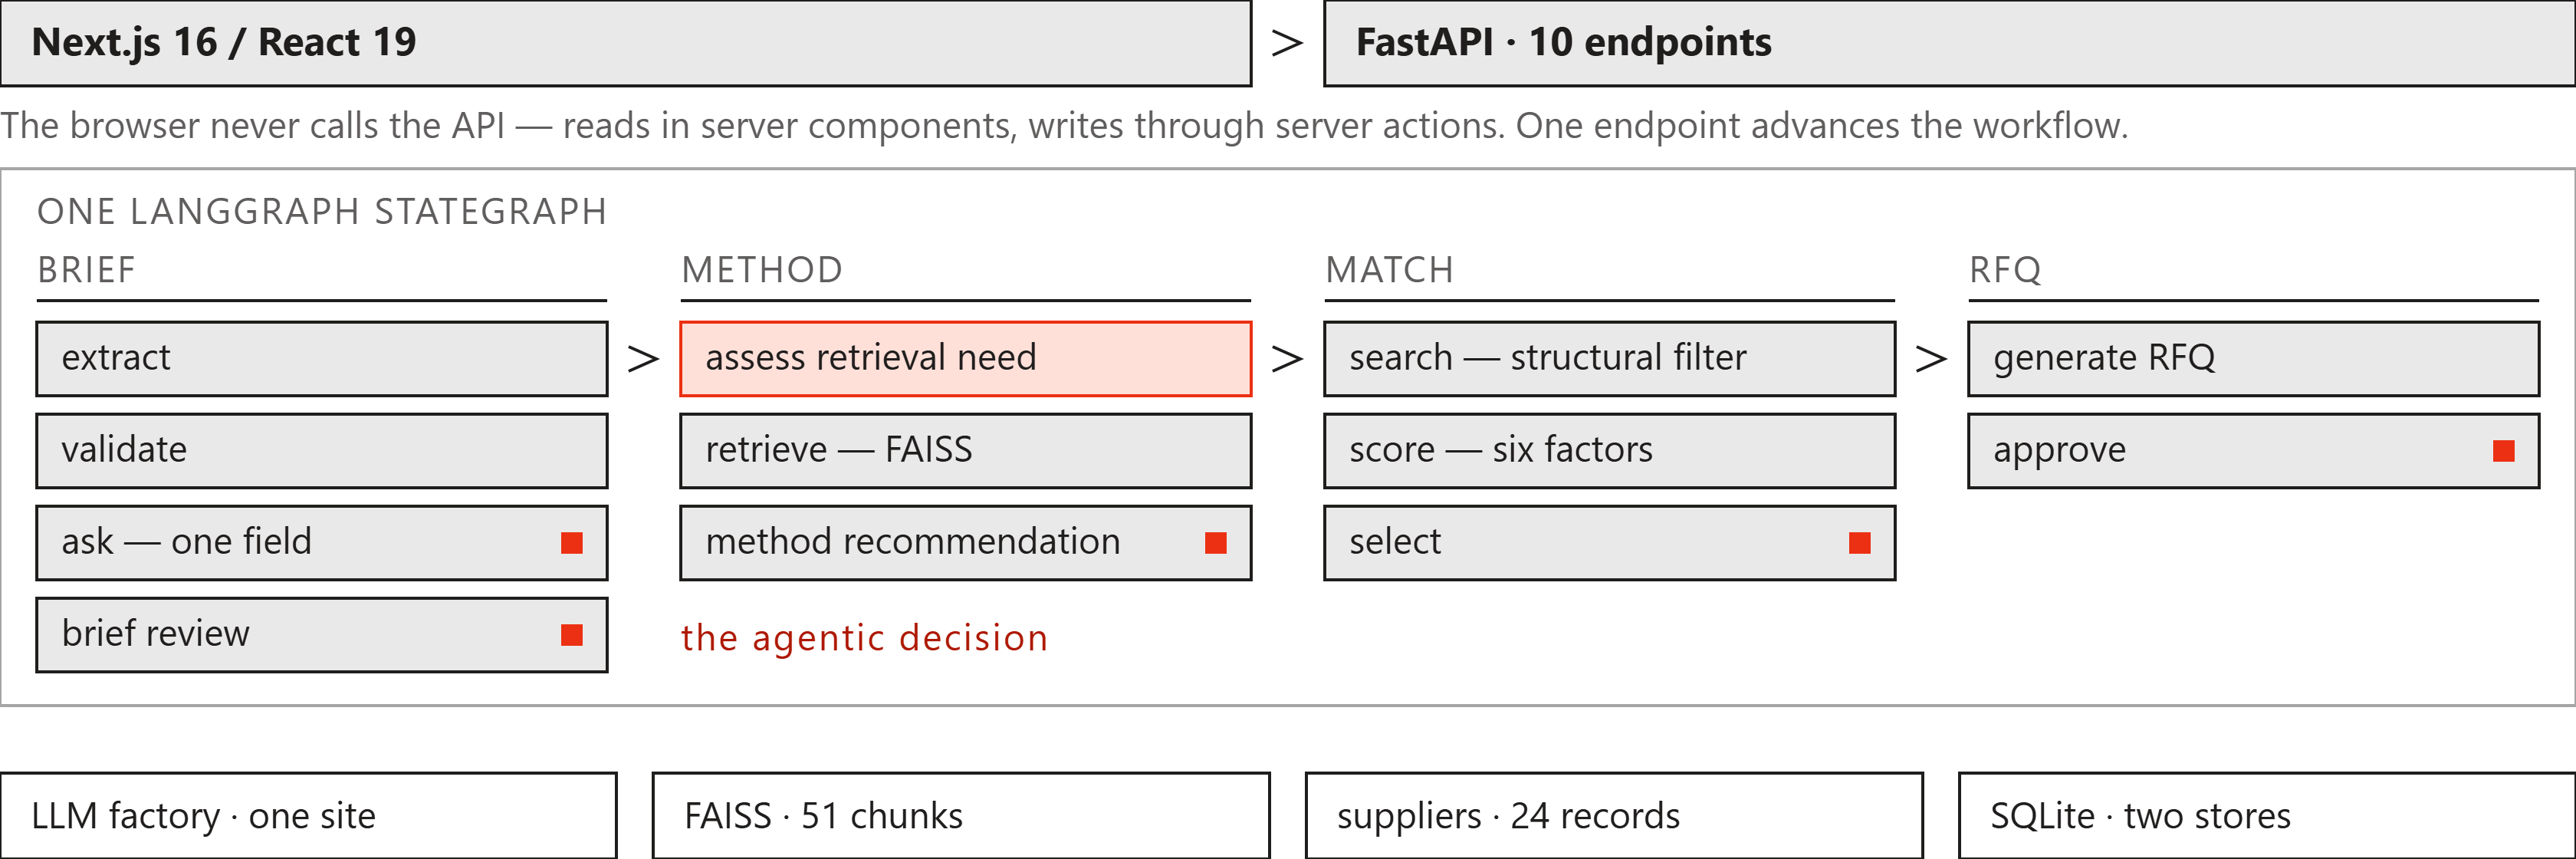 Next.js 16 / React 19 > FastAPI · 10 endpoints
The browser never calls the API — reads in server components, writes through server actions. One endpoint advances the workflow.
ONE LANGGRAPH STATEGRAPH
BRIEF METHOD MATCH RFQ
extract > assess retrieval need > search — structural filter > generate RFQ
validate retrieve — FAISS score — six factors approve
ask — one field method recommendation select
brief review the agentic decision
LLM factory · one site FAISS · 51 chunks suppliers · 24 records SQLite · two stores